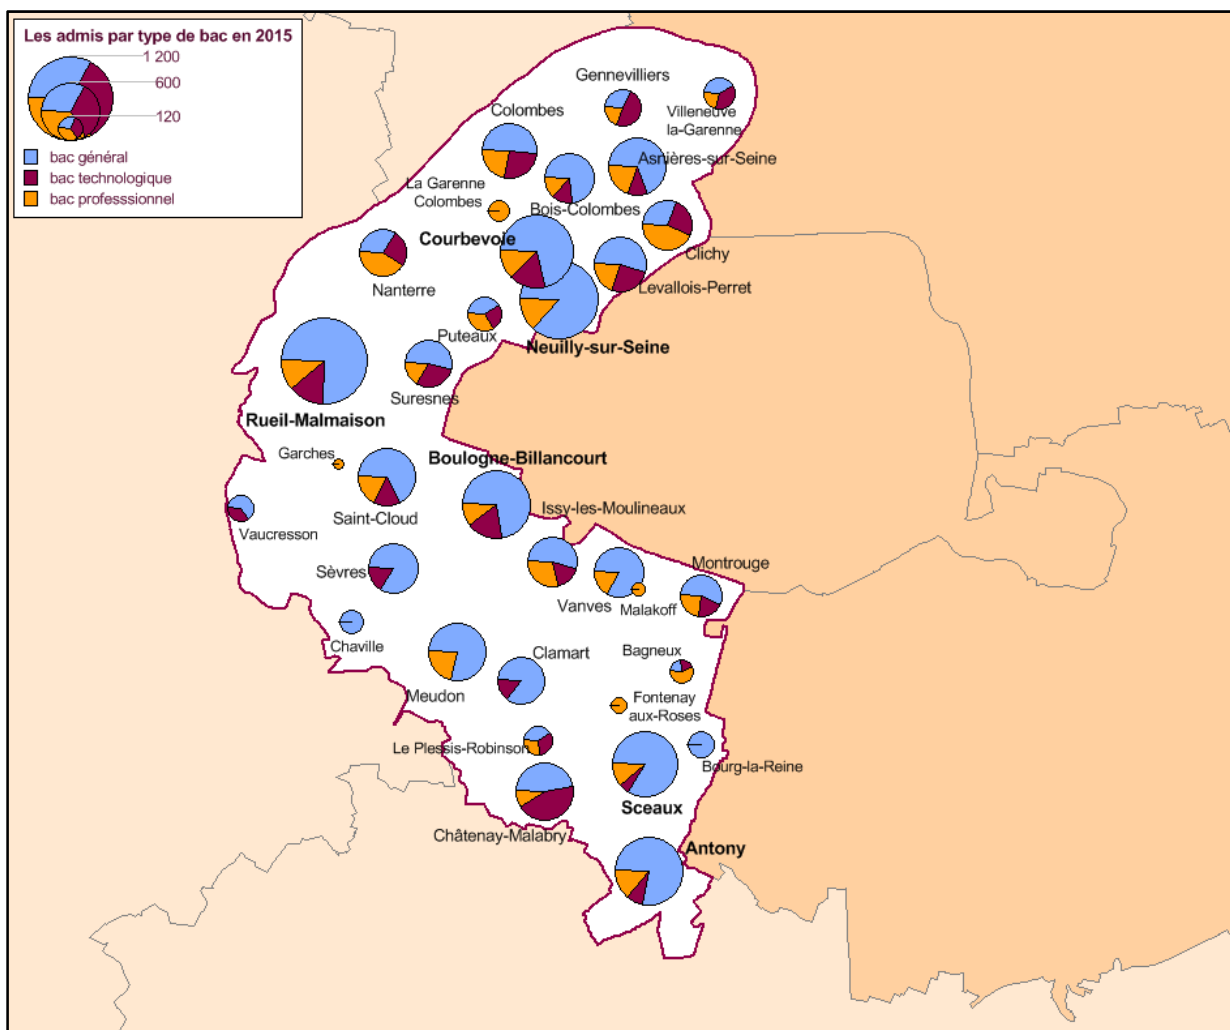 Les admis par type de bac en 2015
1 200
600
120
bac général
bac technologique
bac professsionnel
Gennevilliers
Villeneuve
la-Garenne
Colombes
Asnières-sur-Seine
La Garenne
Colombes
Bois-Colombes
Courbevoie
Clichy
Nanterre
Levallois-Perret
Puteaux
Neuilly-sur-Seine
Suresnes
Rueil-Malmaison
Garches
Boulogne-Billancourt
Issy-les-Moulineaux
Saint-Cloud
Vaucresson
Sèvres
Montrouge
Vanves
Malakoff
Chaville
Clamart
Bagneux
Meudon
Fontenay
aux-Roses
Le Plessis-Robinson
Bourg-la-Reine
Sceaux
Châtenay-Malabry
Antony